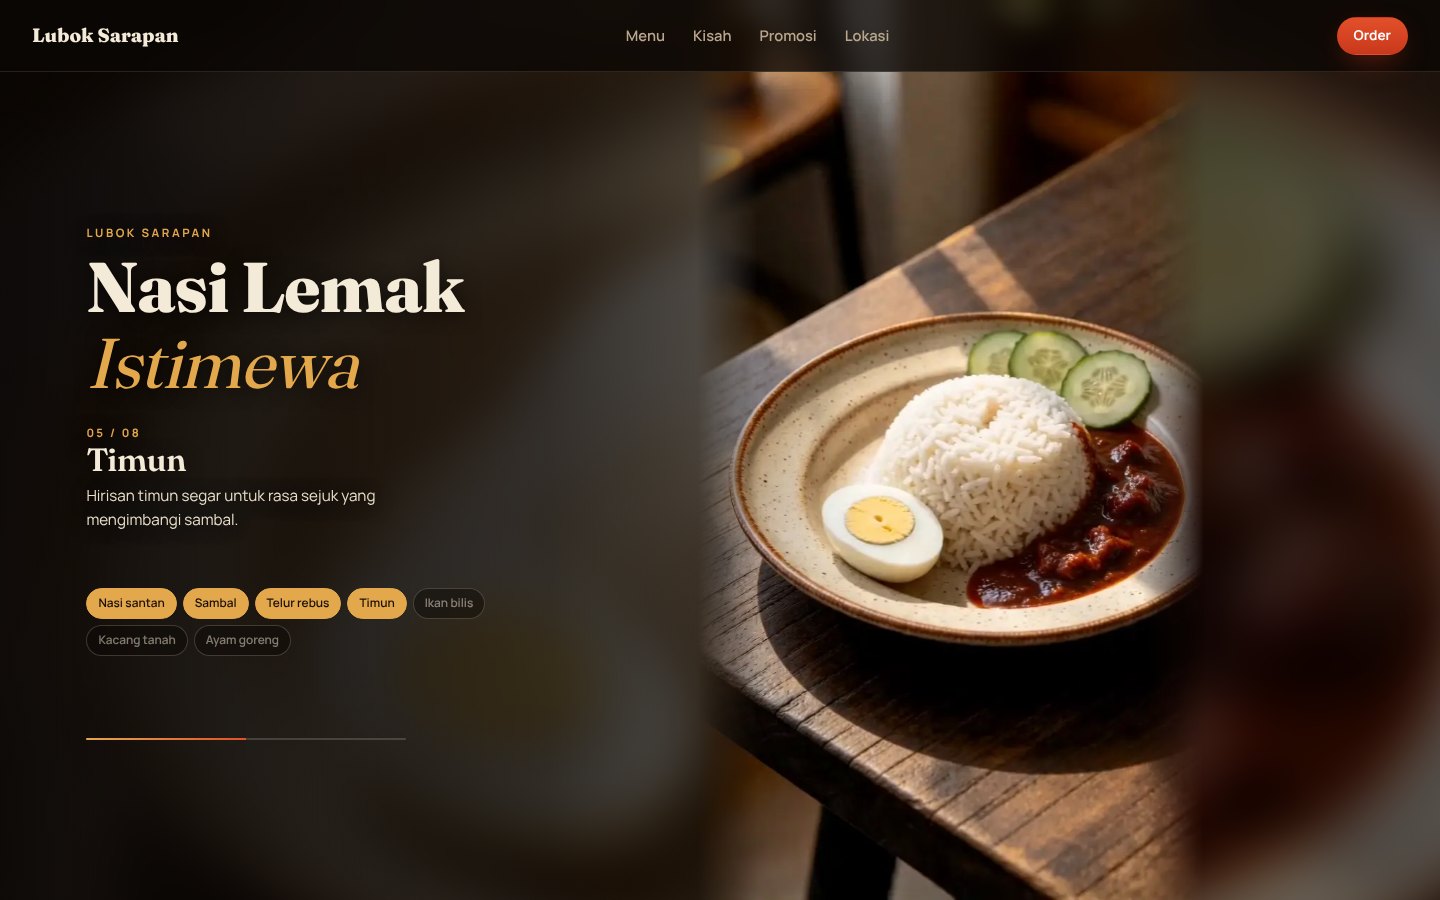 Lubok Sarapan
Menu Kisah Promosi Lokasi
Order
LUBOK SARAPAN
Nasi Lemak
Istimewa
05 / 08
Timun
Hirisan timun segar untuk rasa sejuk yang
mengimbangi sambal.
Nasi santan Sambal Telur rebus Timun Ikan bilis
Kacang tanah Ayam goreng